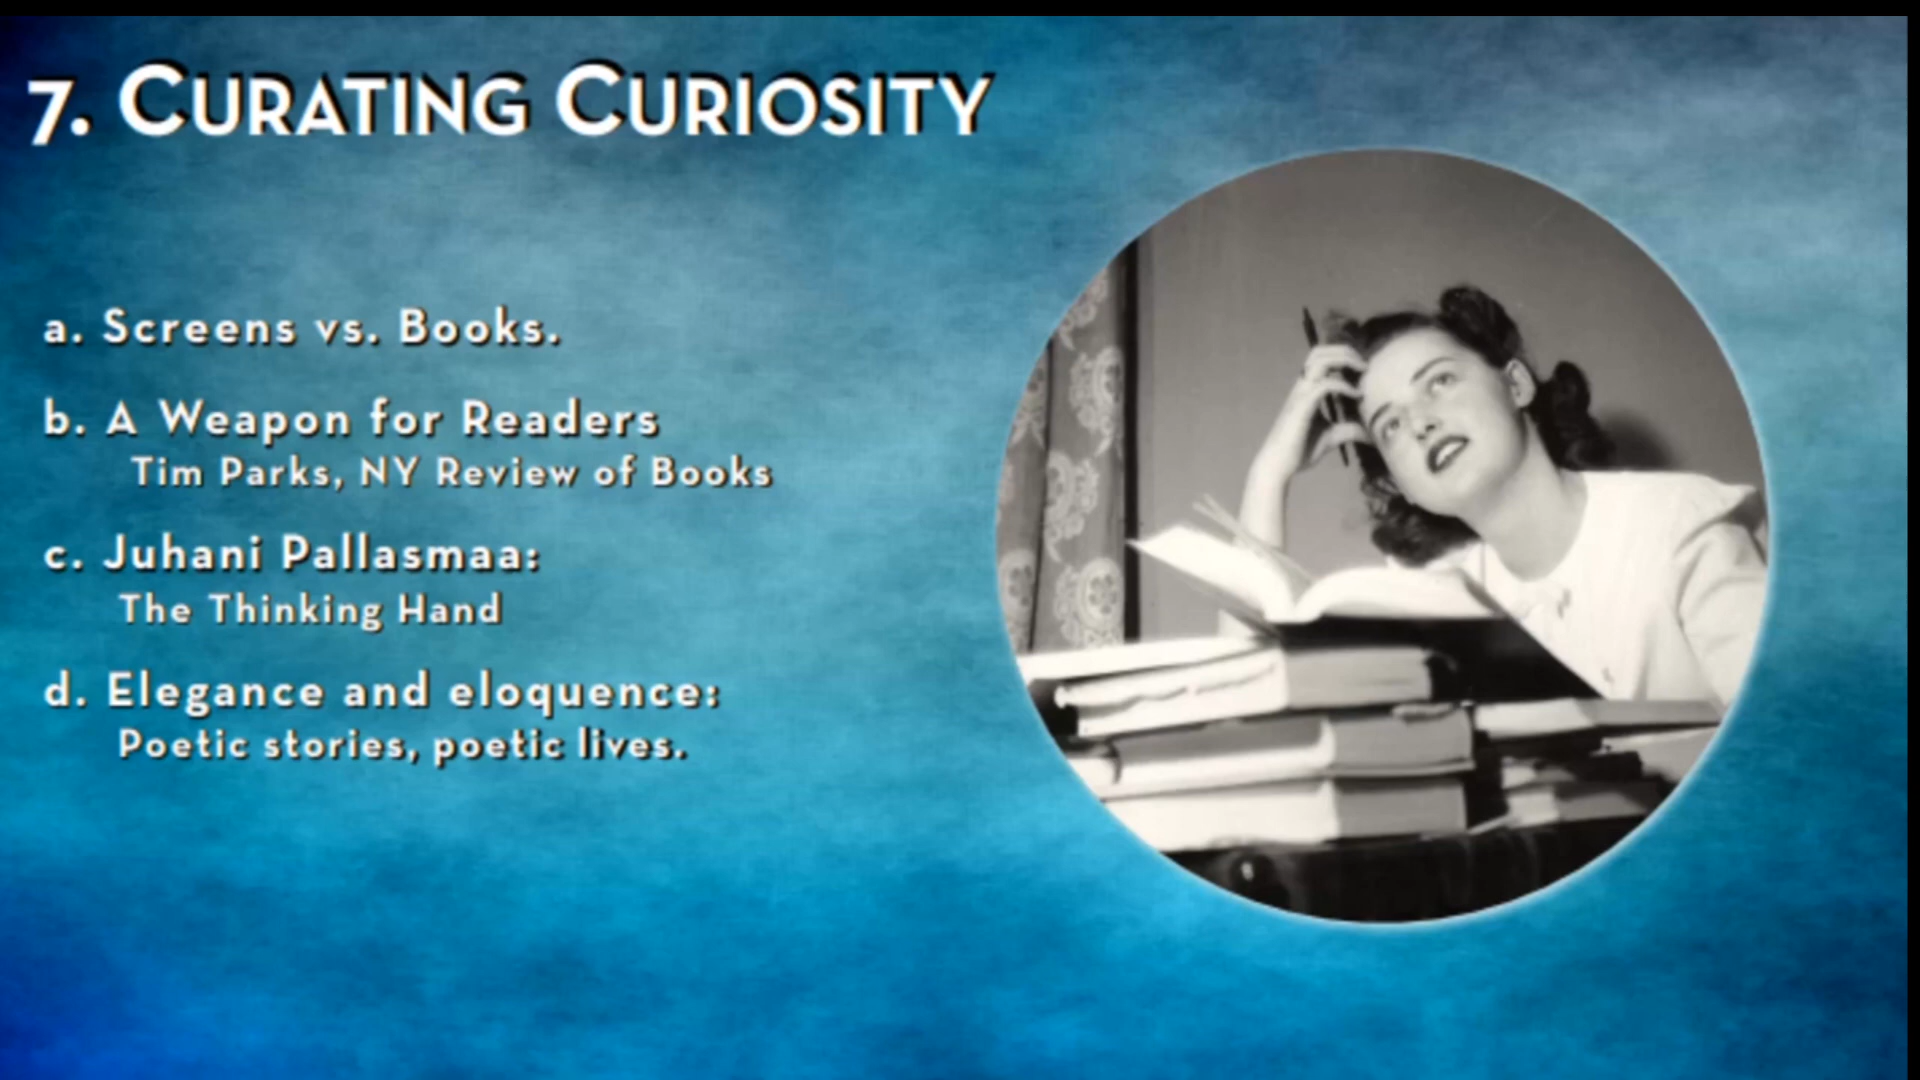 7. CURATING CURIOSITY
a. Screens vs. Books.
b. A Weapon for Readers
Tim Parks, NY Review of Books
c. Juhani Pallasmaa:
The Thinking Hand
d. Elegance and eloquence:
Poetic stories, poetic lives.